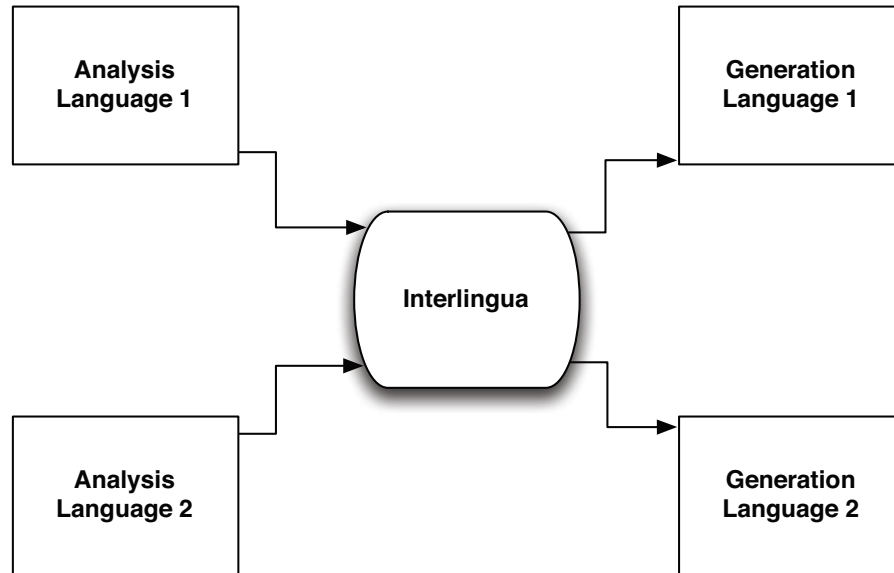 Analysis
Language 1
Generation
Language 1
Interlingua
Analysis
Language 2
Generation
Language 2